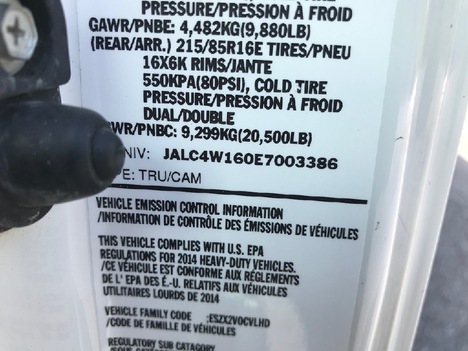 PRESSURE/PRESSION À FROID
GAWR/PNBE: 4,482KG(9,880LB)
(REAR/ARR.) 215/85R16E TIRES/PNEU
16X6K RIMS/JANTE
550KPA(80PSI), COLD TIRE
PRESSURE/PRESSION À FROID
DUAL/DOUBLE
WR/PNBC: 9,299KG(20,500LB)
NIV: JALC4W160E7003386
E: TRU/CAM
VEHICLE EMISSION CONTROL INFORMATION
/INFORMATION DE CONTRÔLE DES ÉMISSIONS DE VÉHICULES
THIS VEHICLE COMPLIES WITH U.S. EPA
REGULATIONS FOR 2014 HEAVY-DUTY VEHICLES.
/CE VÉHICULE EST CONFORME AUX RÈGLEMENTS
DE L' EPA DES É.-U. RELATIFS AUX VÉHICULES
UTILITAIRES LOURDS DE 2014
VEHICLE FAMILY CODE :ESZX2VOCVLHD
/CODE DE FAMILLE DE VÉHICULES
REGULATORY SUB CATAGORY